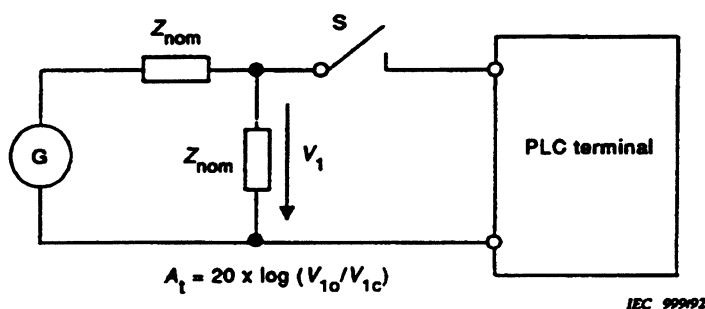 Z_nom
S
G
Z_nom
V_1
PLC terminal
A_t = 20 x log (V_1o/V_1c)
IEC 999/92